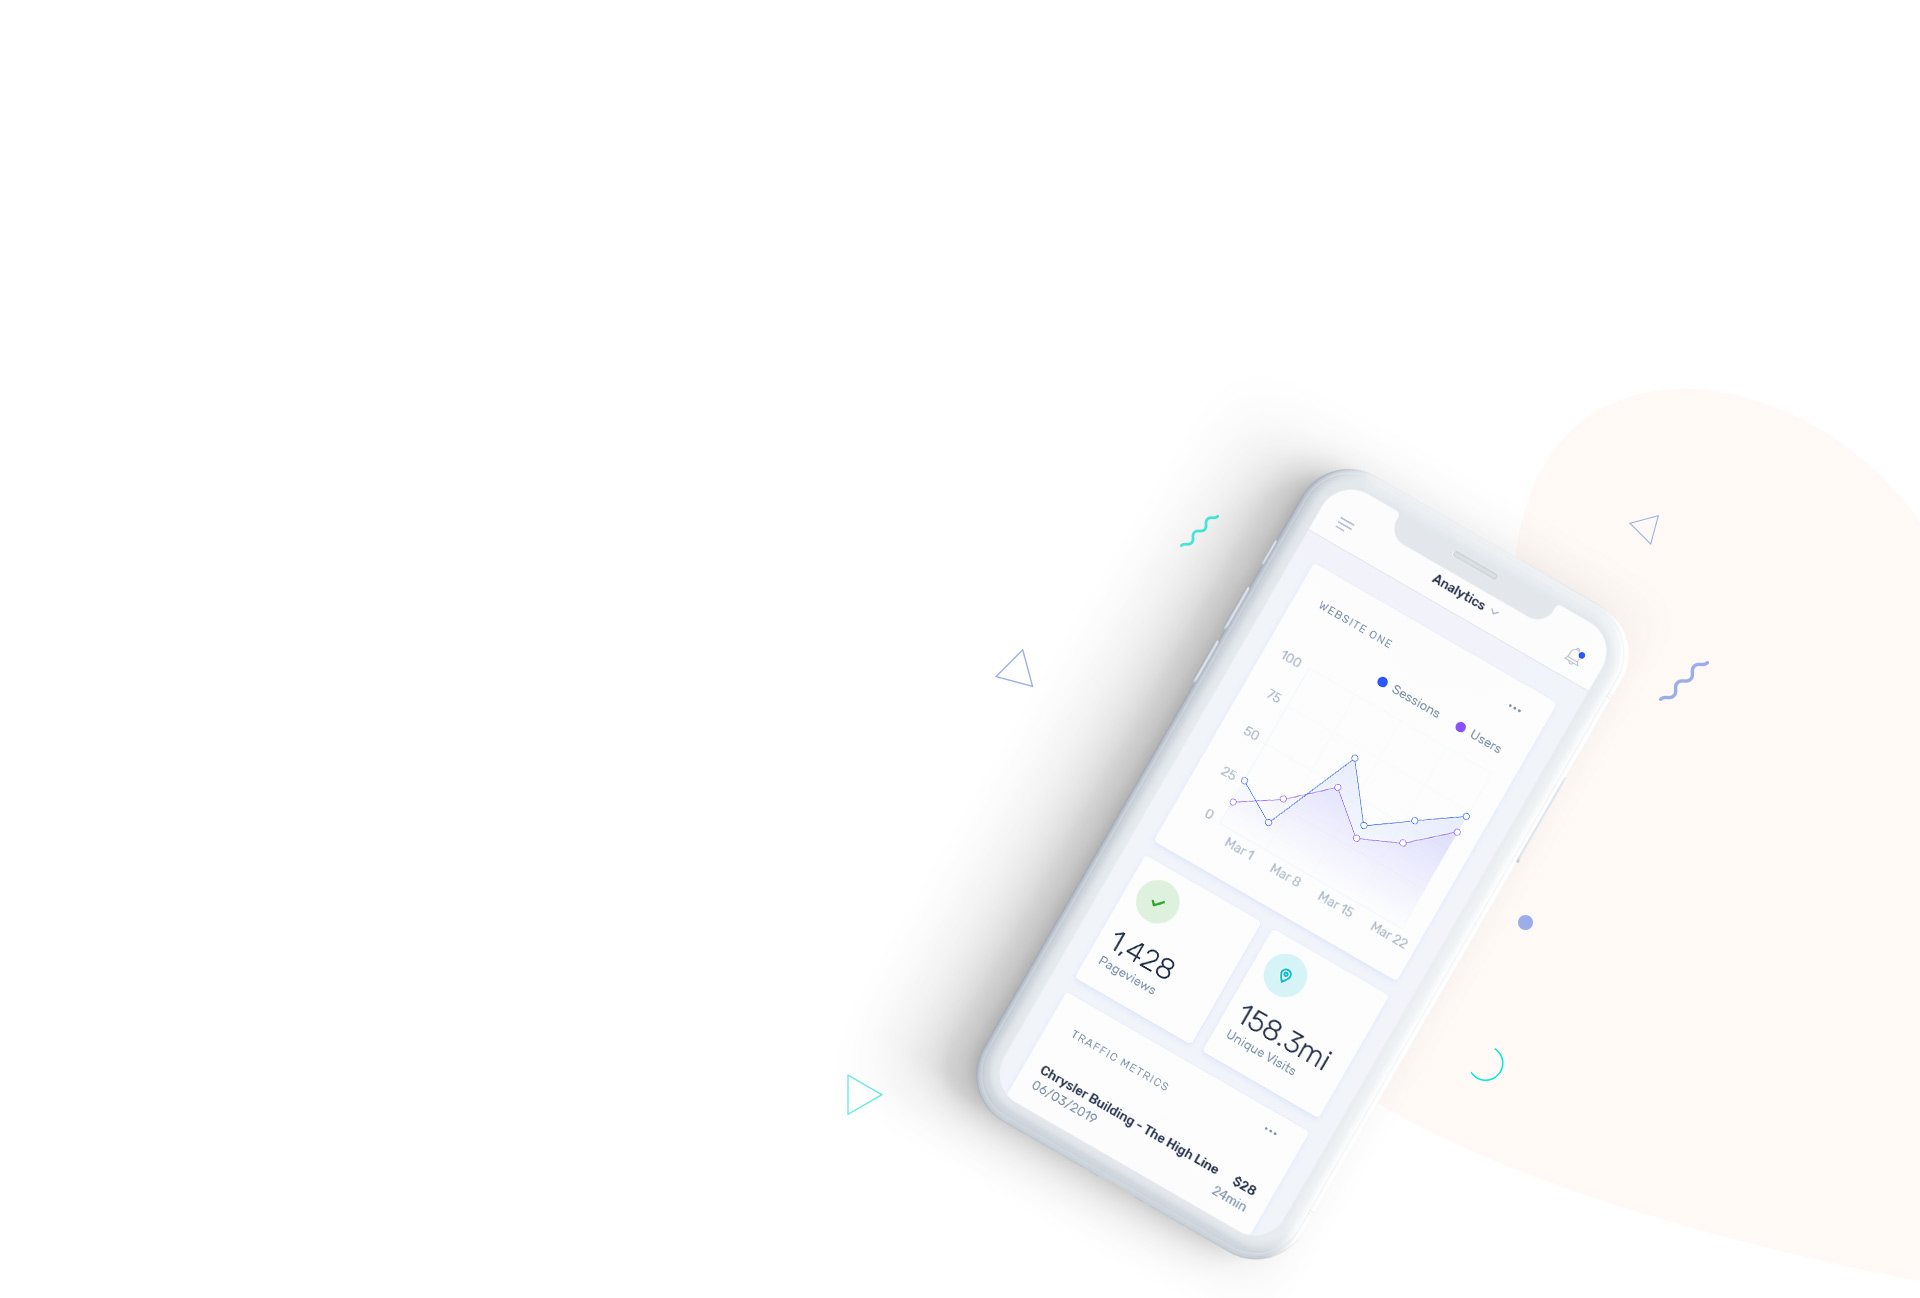 Analytics
WEBSITE ONE
Sessions
Users
100
75
50
25
0
Mar 1
Mar 8
Mar 15
Mar 22
1,428
Pageviews
158.3mi
Unique Visits
TRAFFIC METRICS
Chrysler Building - The High Line
06/03/2019
$28
24min